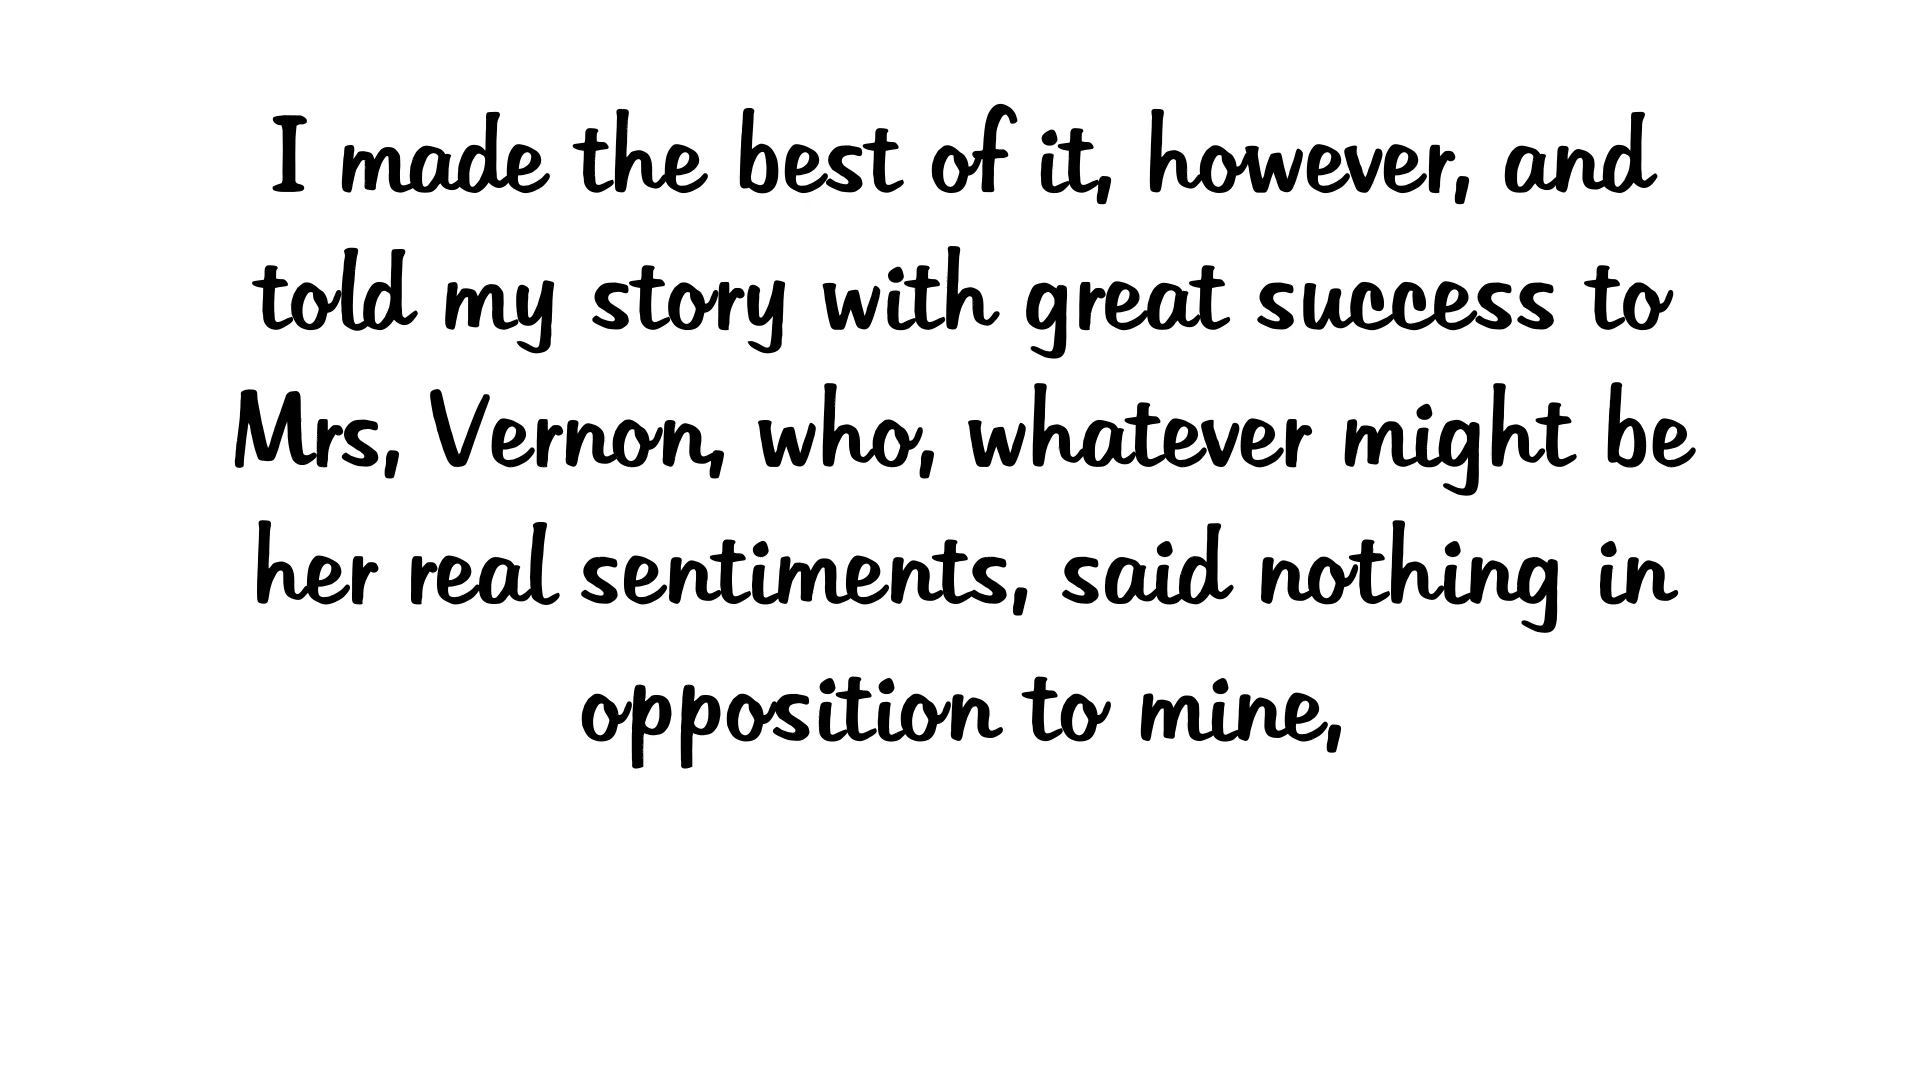 I made the best of it, however, and
told my story with great success to
Mrs, Vernon, who, whatever might be
her real sentiments, said nothing in
opposition to mine,